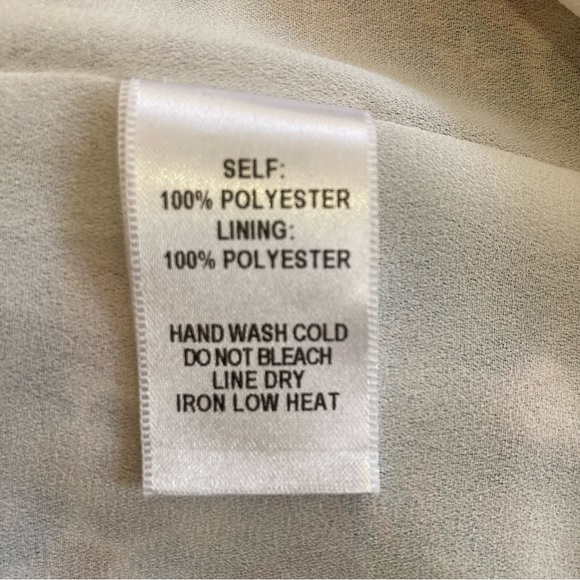 SELF:
100% POLYESTER
LINING:
100% POLYESTER
HAND WASH COLD
DO NOT BLEACH
LINE DRY
IRON LOW HEAT